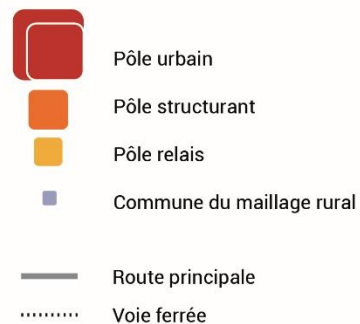 Pôle urbain
Pôle structurant
Pôle relais
Commune du maillage rural
Route principale
Voie ferrée